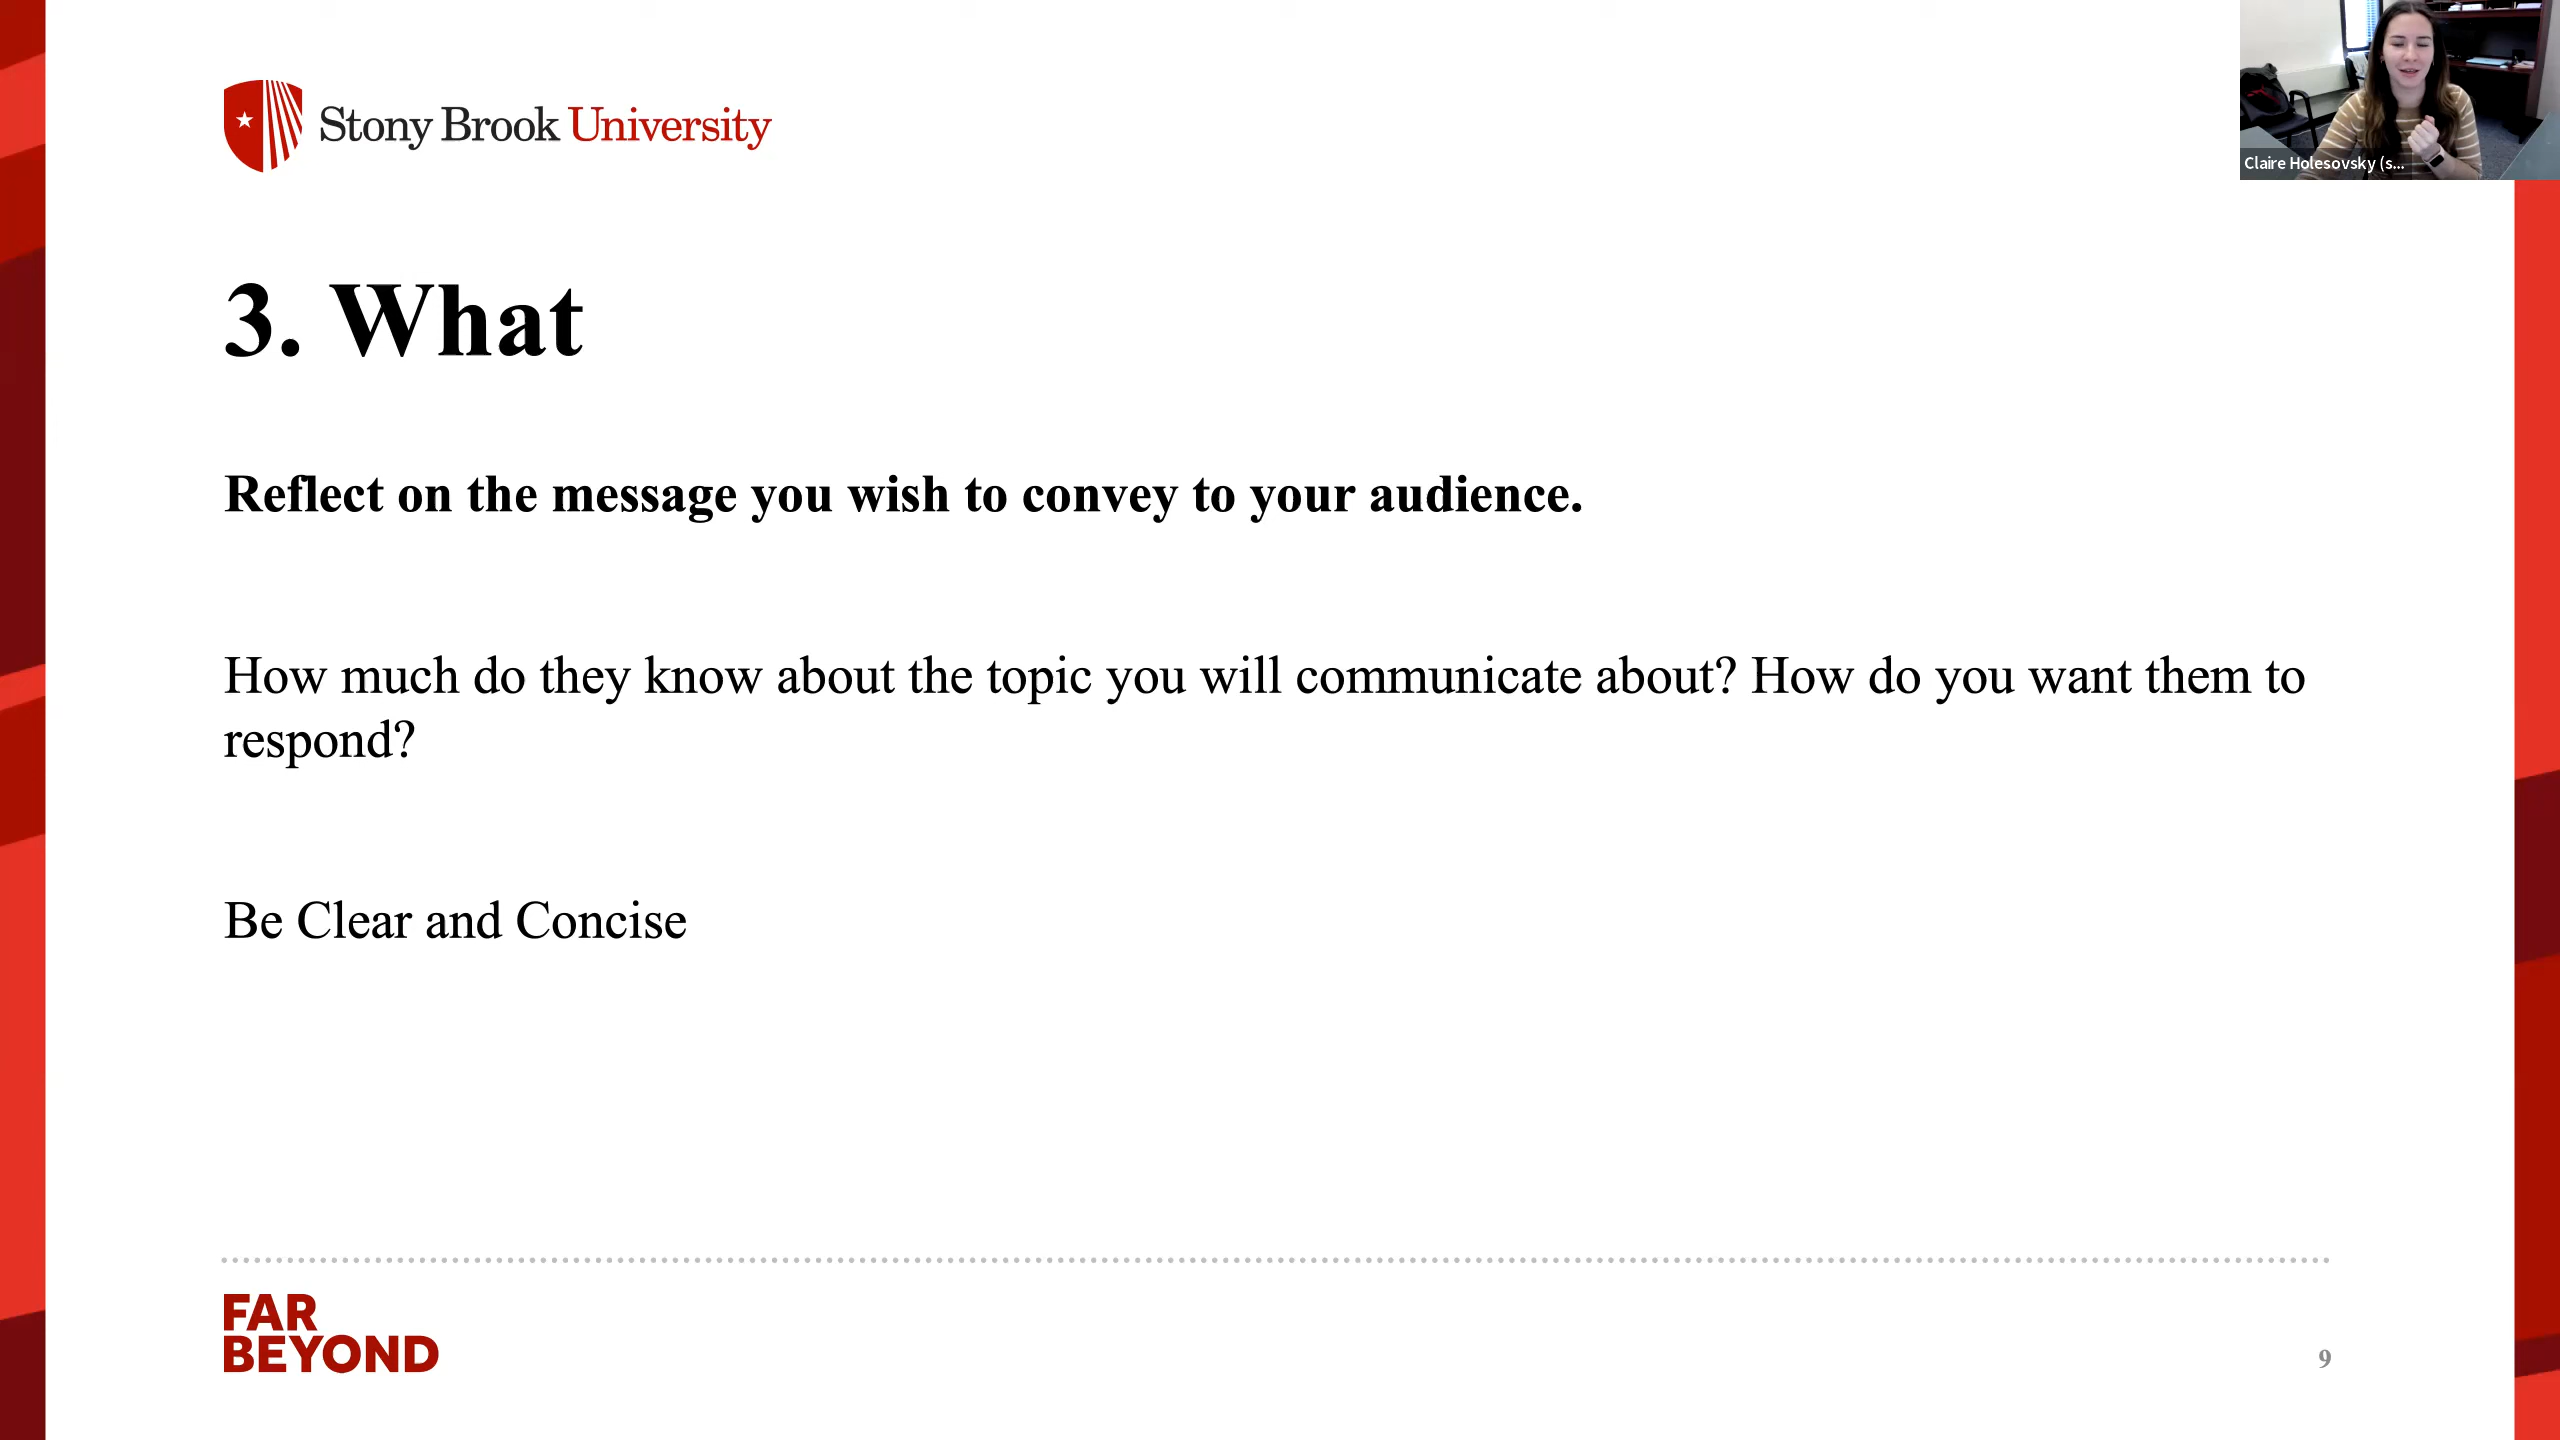 Stony Brook University
Claire Holesovsky (s...
3. What
Reflect on the message you wish to convey to your audience.
How much do they know about the topic you will communicate about? How do you want them to
respond?
Be Clear and Concise
FAR
BEYOND
9